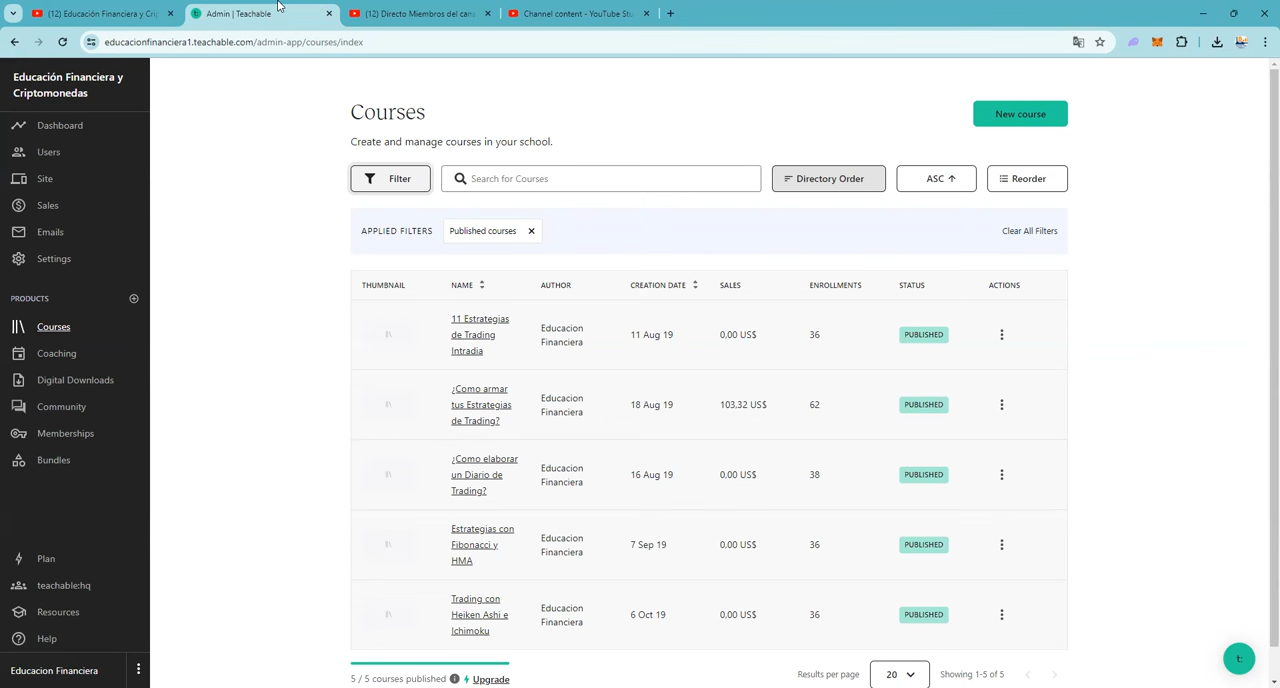 (12) Educación Financiera y Crip
Admin | Teachable
(12) Directo Miembros del cana
Channel content - YouTube Stu
educacionfinanciera1.teachable.com/admin-app/courses/index
Educación Financiera y
Criptomonedas
Dashboard
Users
Site
Sales
Emails
Settings
PRODUCTS
Courses
Coaching
Digital Downloads
Community
Memberships
Bundles
Plan
teachable:hq
Resources
Help
Educacion Financiera
Courses
New course
Create and manage courses in your school.
Filter
Search for Courses
Directory Order
ASC ↑
Reorder
APPLIED FILTERS
Published courses ×
Clear All Filters
THUMBNAIL NAME AUTHOR CREATION DATE SALES ENROLLMENTS STATUS ACTIONS
11 Estrategias
de Trading
Intradia
Educacion
Financiera
11 Aug 19
0,00 US$
36
PUBLISHED
¿Como armar
tus Estrategias
de Trading?
Educacion
Financiera
18 Aug 19
103,32 US$
62
PUBLISHED
¿Como elaborar
un Diario de
Trading?
Educacion
Financiera
16 Aug 19
0,00 US$
38
PUBLISHED
Estrategias con
Fibonacci y
HMA
Educacion
Financiera
7 Sep 19
0,00 US$
36
PUBLISHED
Trading con
Heiken Ashi e
Ichimoku
Educacion
Financiera
6 Oct 19
0,00 US$
36
PUBLISHED
5 / 5 courses published
Upgrade
Results per page
20
Showing 1-5 of 5
t: